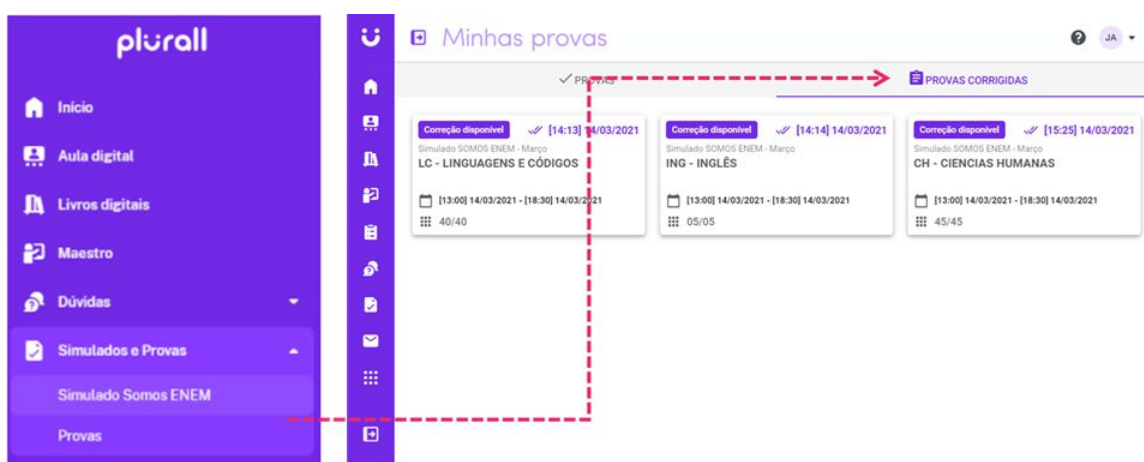 plurall
Início
Aula digital
Livros digitais
Maestro
Dúvidas
Simulados e Provas
Simulado Somos ENEM
Provas
Minhas provas
JA
PROVAS
PROVAS CORRIGIDAS
Correção disponível [14:13] 14/03/2021
Simulado SOMOS ENEM - Março
LC - LINGUAGENS E CÓDIGOS
[13:00] 14/03/2021 - [18:30] 14/03/2021
40/40
Correção disponível [14:14] 14/03/2021
Simulado SOMOS ENEM - Março
ING - INGLÊS
[13:00] 14/03/2021 - [18:30] 14/03/2021
05/05
Correção disponível [15:25] 14/03/2021
Simulado SOMOS ENEM - Março
CH - CIENCIAS HUMANAS
[13:00] 14/03/2021 - [18:30] 14/03/2021
45/45